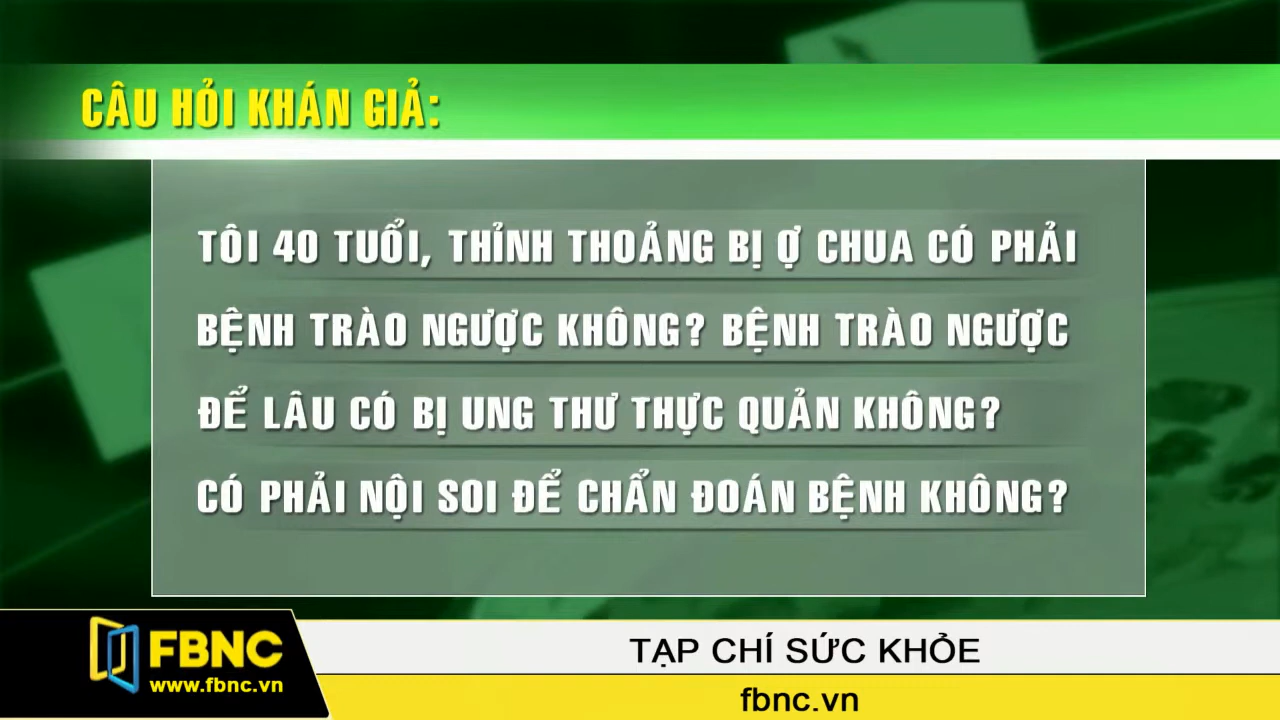 CÂU HỎI KHÁN GIẢ:
TÔI 40 TUỔI, THỈNH THOẢNG BỊ Ợ CHUA CÓ PHẢI
BỆNH TRÀO NGƯỢC KHÔNG? BỆNH TRÀO NGƯỢC
ĐỂ LÂU CÓ BỊ UNG THƯ THỰC QUẢN KHÔNG?
CÓ PHẢI NỘI SOI ĐỂ CHẨN ĐOÁN BỆNH KHÔNG?
FBNC
www.fbnc.vn
TẠP CHÍ SỨC KHỎE
fbnc.vn